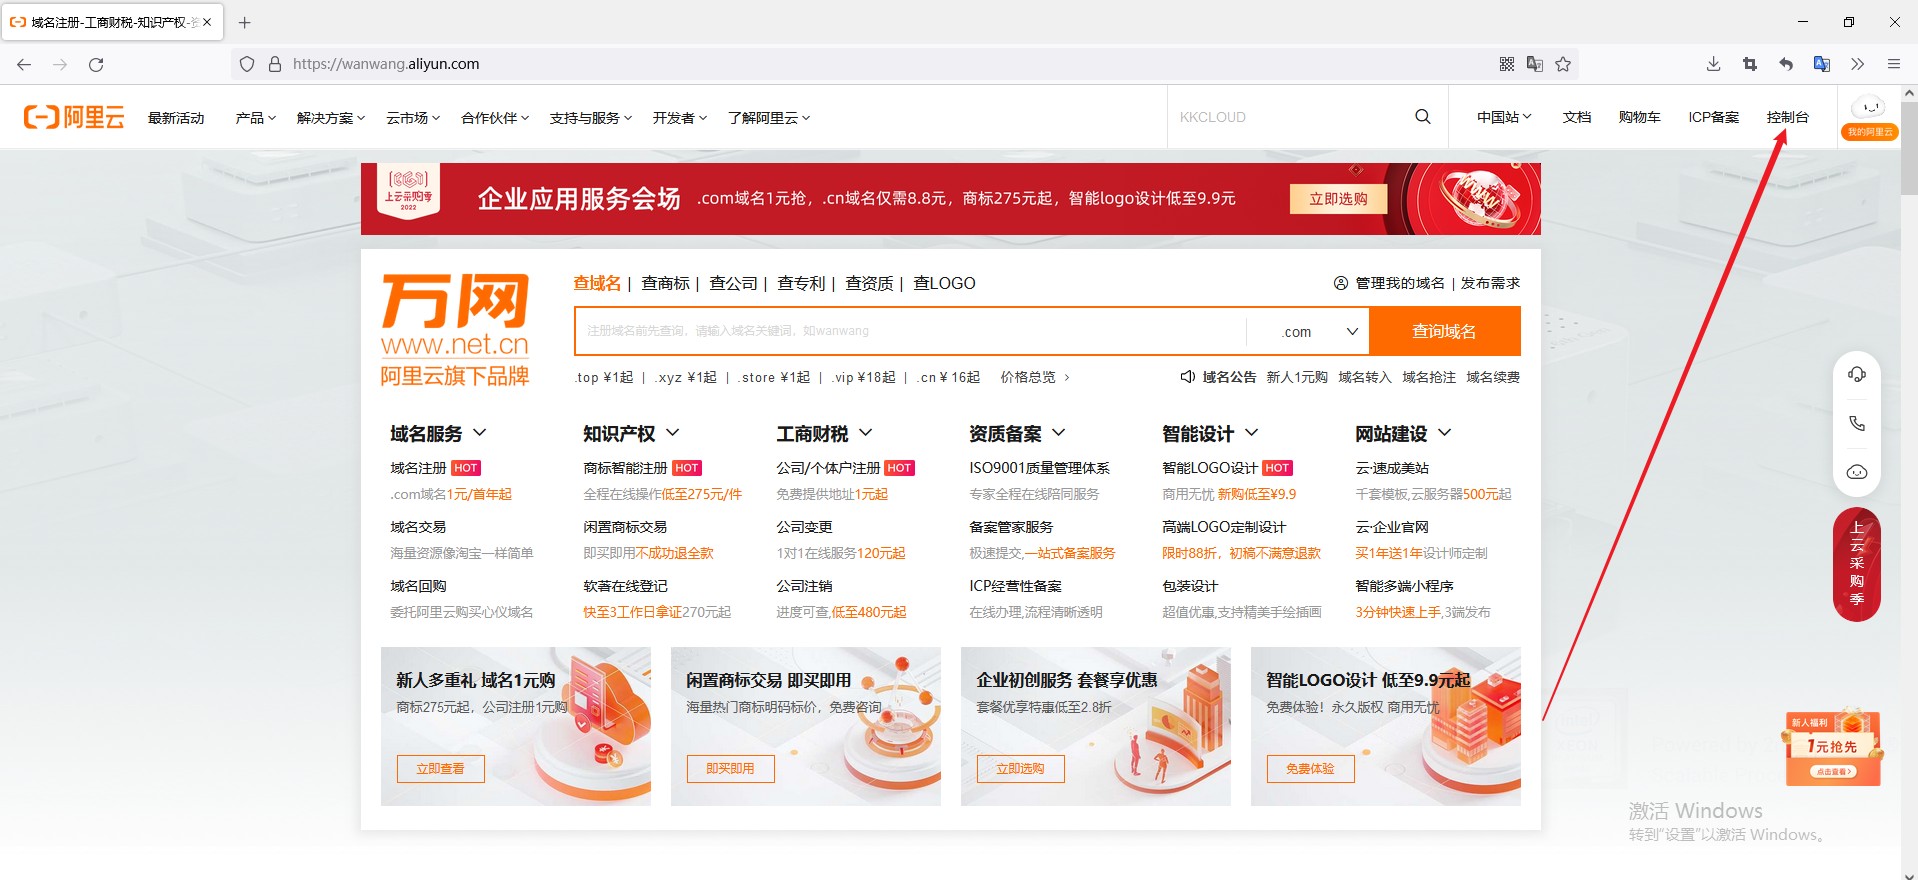 域名注册-工商财税-知识产权-
https://wanwang.aliyun.com
阿里云 最新活动 产品 解决方案 云市场 合作伙伴 支持与服务 开发者 了解阿里云 KKCLOUD 中国站 文档 购物车 ICP备案 控制台
我的阿里云
上云采购季
2022
企业应用服务会场 .com域名1元抢，.cn域名仅需8.8元，商标275元起，智能logo设计低至9.9元 立即选购
WWW
万网
www.net.cn
阿里云旗下品牌
查域名 | 查商标 | 查公司 | 查专利 | 查资质 | 查LOGO 管理我的域名 | 发布需求
注册域名前先查询，请输入域名关键词，如wanwang .com 查询域名
.top ¥1起 | .xyz ¥1起 | .store ¥1起 | .vip ¥18起 | .cn ¥ 16起 价格总览 > 域名公告 新人1元购 域名转入 域名抢注 域名续费
域名服务 知识产权 工商财税 资质备案 智能设计 网站建设
域名注册 HOT 商标智能注册 HOT 公司/个体户注册 HOT ISO9001质量管理体系 智能LOGO设计 HOT 云·速成美站
.com域名1元/首年起 全程在线操作低至275元/件 免费提供地址1元起 专家全程在线陪同服务 商用无忧 新购低至¥9.9 千套模板,云服务器500元起
域名交易 闲置商标交易 公司变更 备案管家服务 高端LOGO定制设计 云·企业官网
海量资源像淘宝一样简单 即买即用不成功退全款 1对1在线服务120元起 极速提交,一站式备案服务 限时88折，初稿不满意退款 买1年送1年设计师定制
域名回购 软著在线登记 公司注销 ICP经营性备案 包装设计 智能多端小程序
委托阿里云购买心仪域名 快至3工作日拿证270元起 进度可查,低至480元起 在线办理,流程清晰透明 超值优惠,支持精美手绘插画 3分钟快速上手,3端发布
新人多重礼 域名1元购 闲置商标交易 即买即用 企业初创服务 套餐享优惠 智能LOGO设计 低至9.9元起
商标275元起，公司注册1元购 海量热门商标明码标价，免费咨询 套餐优享特惠低至2.8折 免费体验！永久版权 商用无忧
立即查看 即买即用 立即选购 免费体验
上云采购季
新人福利
1元抢先
点击查看>
激活 Windows
转到"设置"以激活 Windows。